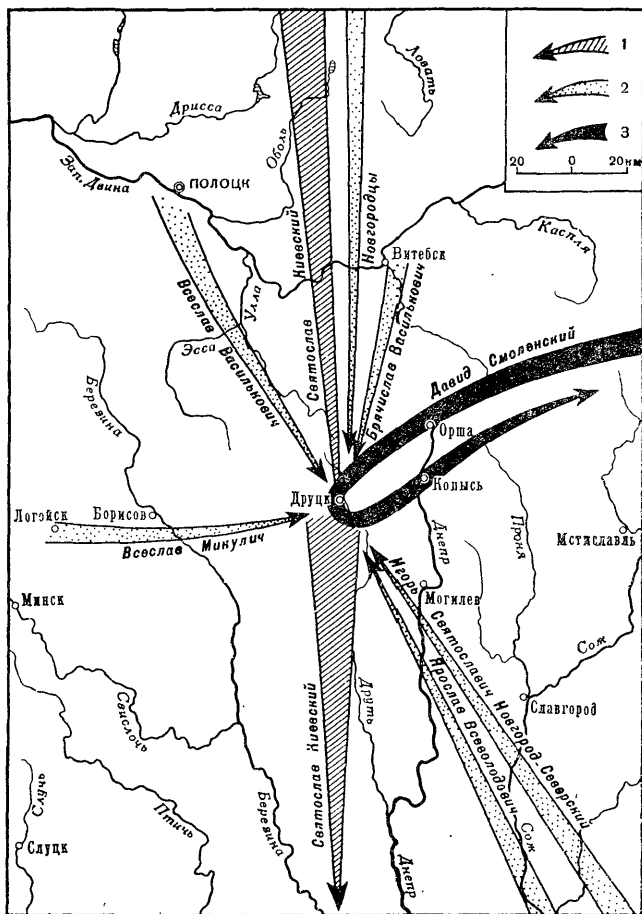 1
2
3
20 0 20 км
Дрисса
Оболь
Ловать
Зап. Двина
ПОЛОЦК
Святослав Киевский
Новгородцы
Витебск
Каспля
Всеслав Василькович
Улла
Эсса
Брячислав Василькович
Давид Смоленский
Березина
Орша
Друцк
Копысь
Логойск
Борисов
Всеслав Микулич
Днепр
Проня
Мстиславль
Минск
Могилев
Игорь Святославич Новгород-Северский
Ярослав Всеволодович
Сож
Славгород
Свислочь
Святослав Киевский
Друть
Случь
Птичь
Березина
Слуцк
Днепр
Сож